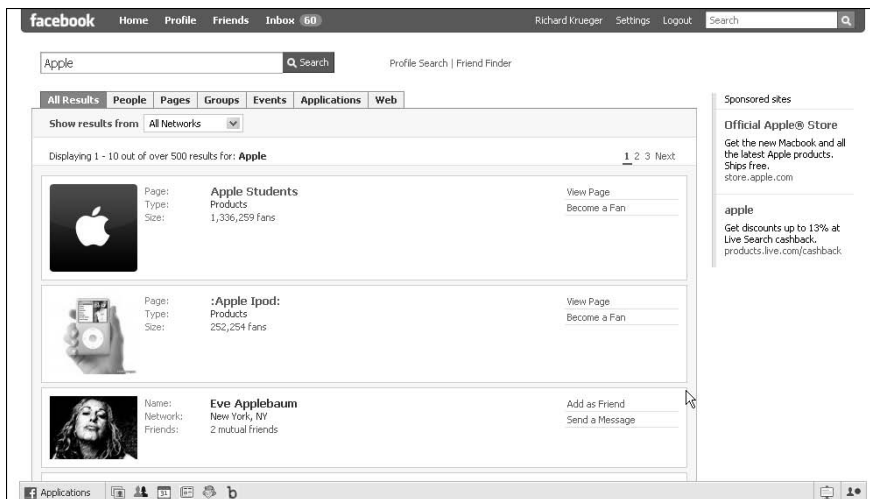 facebook Home Profile Friends Inbox 60 Richard Krueger Settings Logout Search
Apple Search Profile Search | Friend Finder
All Results People Pages Groups Events Applications Web
Show results from All Networks
Displaying 1 - 10 out of over 500 results for: Apple 1 2 3 Next
Page: Apple Students View Page
Type: Products Become a Fan
Size: 1,336,259 fans
Page: :Apple Ipod: View Page
Type: Products Become a Fan
Size: 252,254 fans
Name: Eve Applebaum Add as Friend
Network: New York, NY Send a Message
Friends: 2 mutual friends
Sponsored sites
Official Apple® Store
Get the new Macbook and all
the latest Apple products.
Ships free.
store.apple.com
apple
Get discounts up to 13% at
Live Search cashback.
products.live.com/cashback
f Applications 31 b